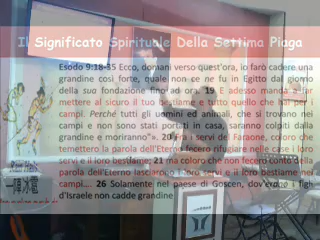 Il Significato Spirituale Della Settima Piaga
Esodo 9:18-35 Ecco, domani verso quest'ora, io farò cadere una
grandine così forte, quale non ce ne fu in Egitto dal giorno
della sua fondazione fino ad ora. 19 E adesso manda a far
mettere al sicuro il tuo bestiame e tutto quello che hai per i
campi. Perché tutti gli uomini ed animali, che si trovano nei
campi e non sono stati portati in casa, saranno colpiti dalla
grandine e moriranno"». 20 Fra i servi del Faraone, coloro che
temettero la parola dell'Eterno fecero rifugiare nelle case i loro
servi e il loro bestiame; 21 ma coloro che non fecero conto della
parola dell'Eterno lasciarono i loro servi e il loro bestiame nei
campi.... 26 Solamente nel paese di Goscen, dov'erano i figli
d'Israele non cadde grandine